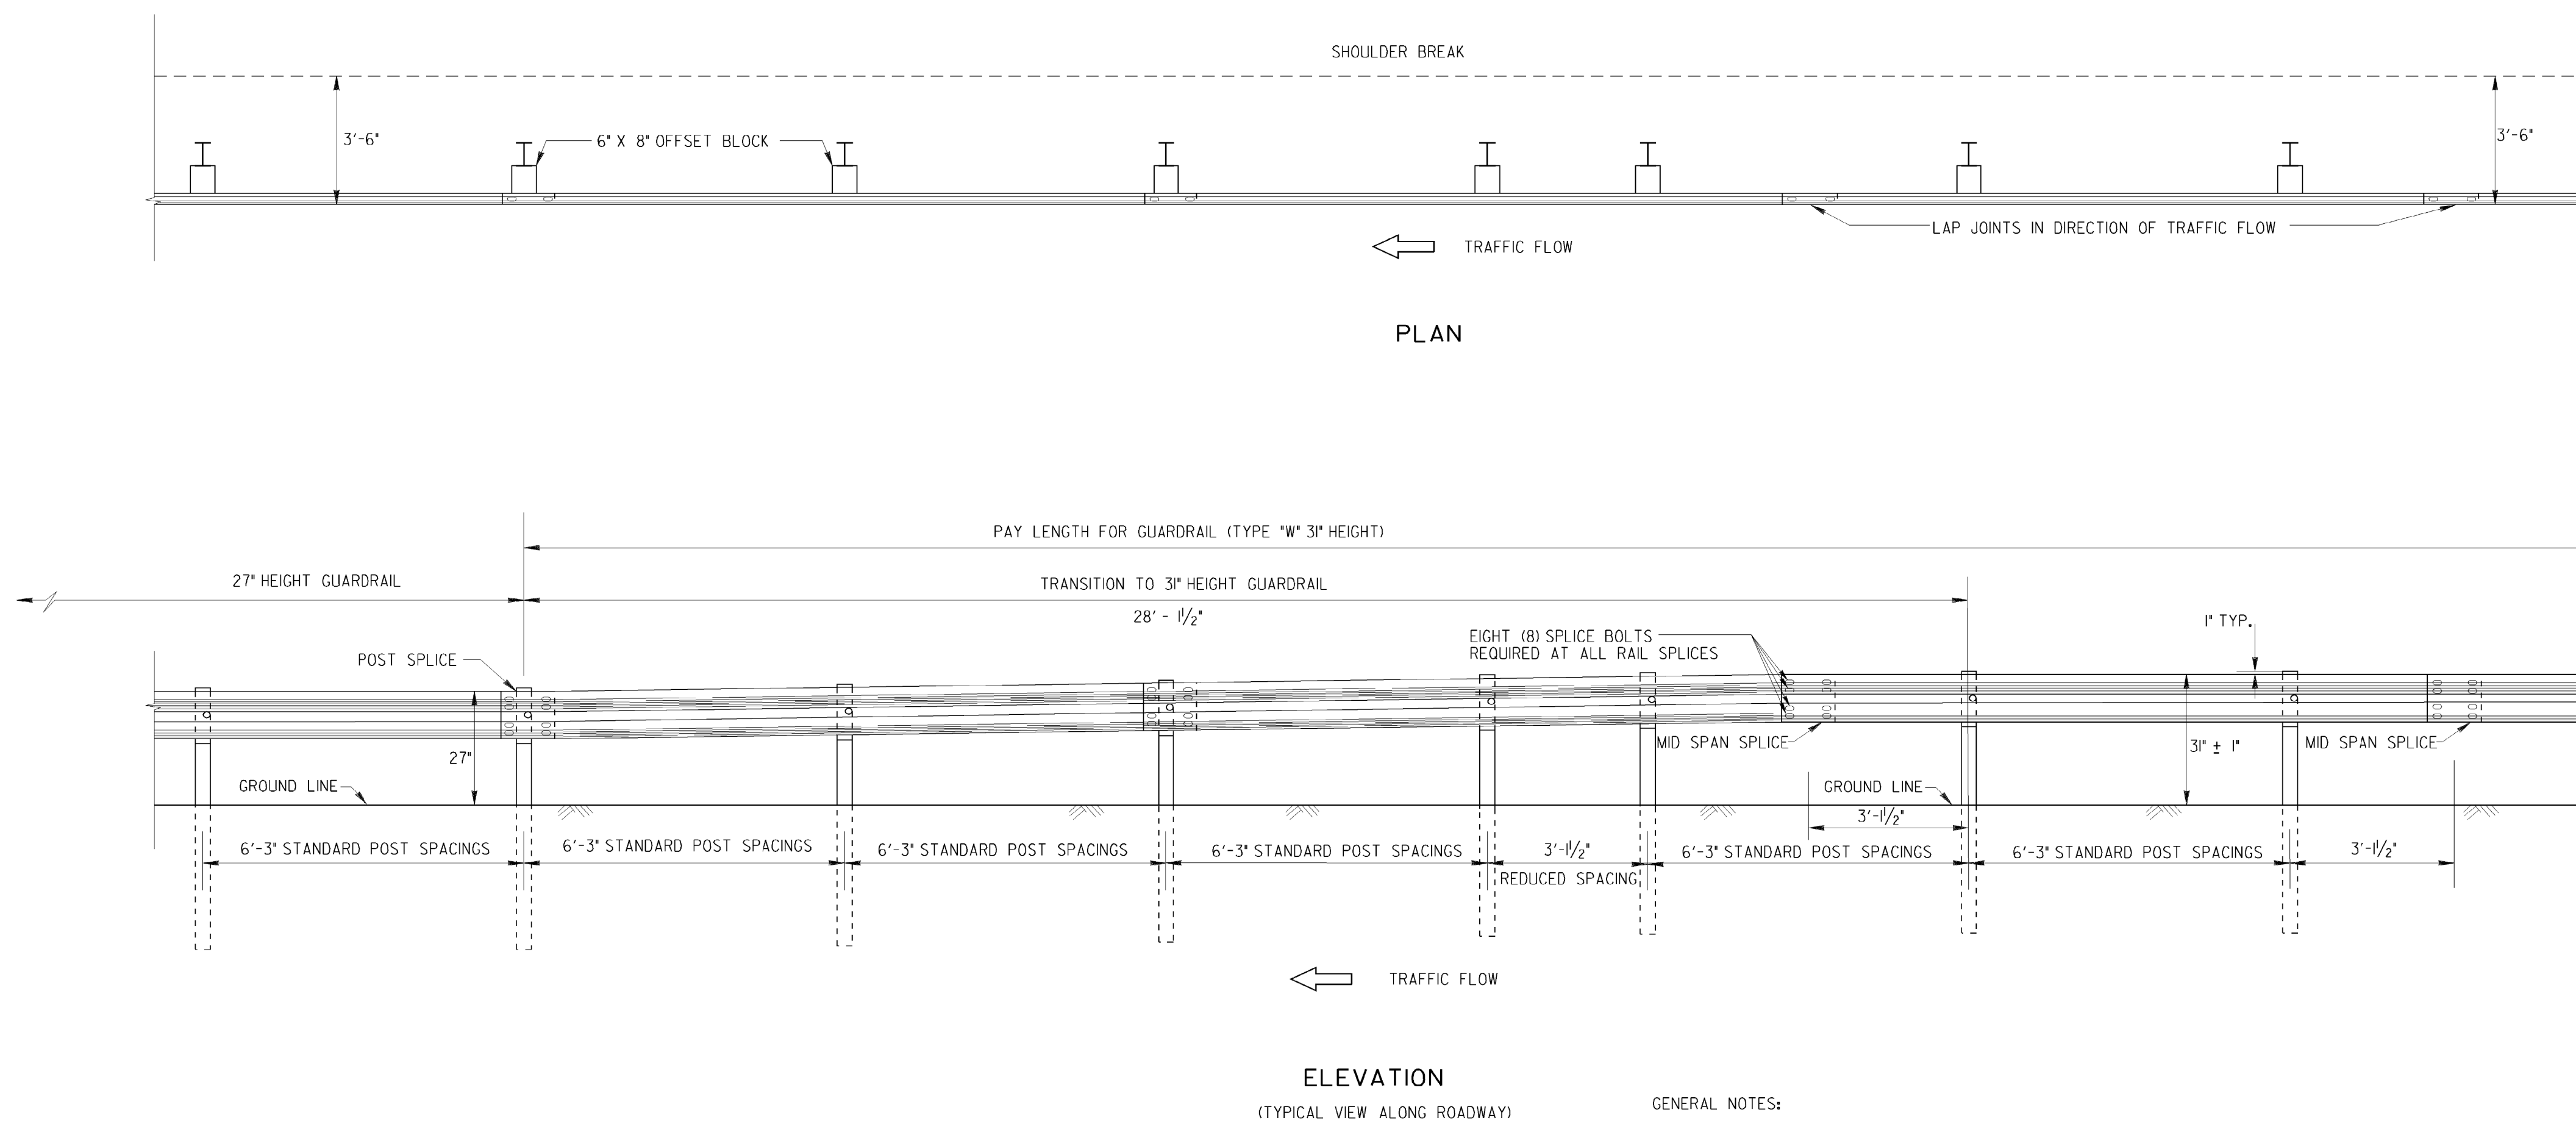 SHOULDER BREAK
3'-6"
6" X 8" OFFSET BLOCK
3'-6"
LAP JOINTS IN DIRECTION OF TRAFFIC FLOW
TRAFFIC FLOW
PLAN
PAY LENGTH FOR GUARDRAIL (TYPE "W" 31" HEIGHT)
27" HEIGHT GUARDRAIL
TRANSITION TO 31" HEIGHT GUARDRAIL
28' - 1 1/2"
1" TYP.
EIGHT (8) SPLICE BOLTS
REQUIRED AT ALL RAIL SPLICES
POST SPLICE
MID SPAN SPLICE
31" ± 1"
MID SPAN SPLICE
27"
GROUND LINE
GROUND LINE
3'-1 1/2"
6'-3" STANDARD POST SPACINGS
6'-3" STANDARD POST SPACINGS
6'-3" STANDARD POST SPACINGS
6'-3" STANDARD POST SPACINGS
3'-1 1/2"
REDUCED SPACING
6'-3" STANDARD POST SPACINGS
6'-3" STANDARD POST SPACINGS
3'-1 1/2"
TRAFFIC FLOW
ELEVATION
(TYPICAL VIEW ALONG ROADWAY)
GENERAL NOTES: